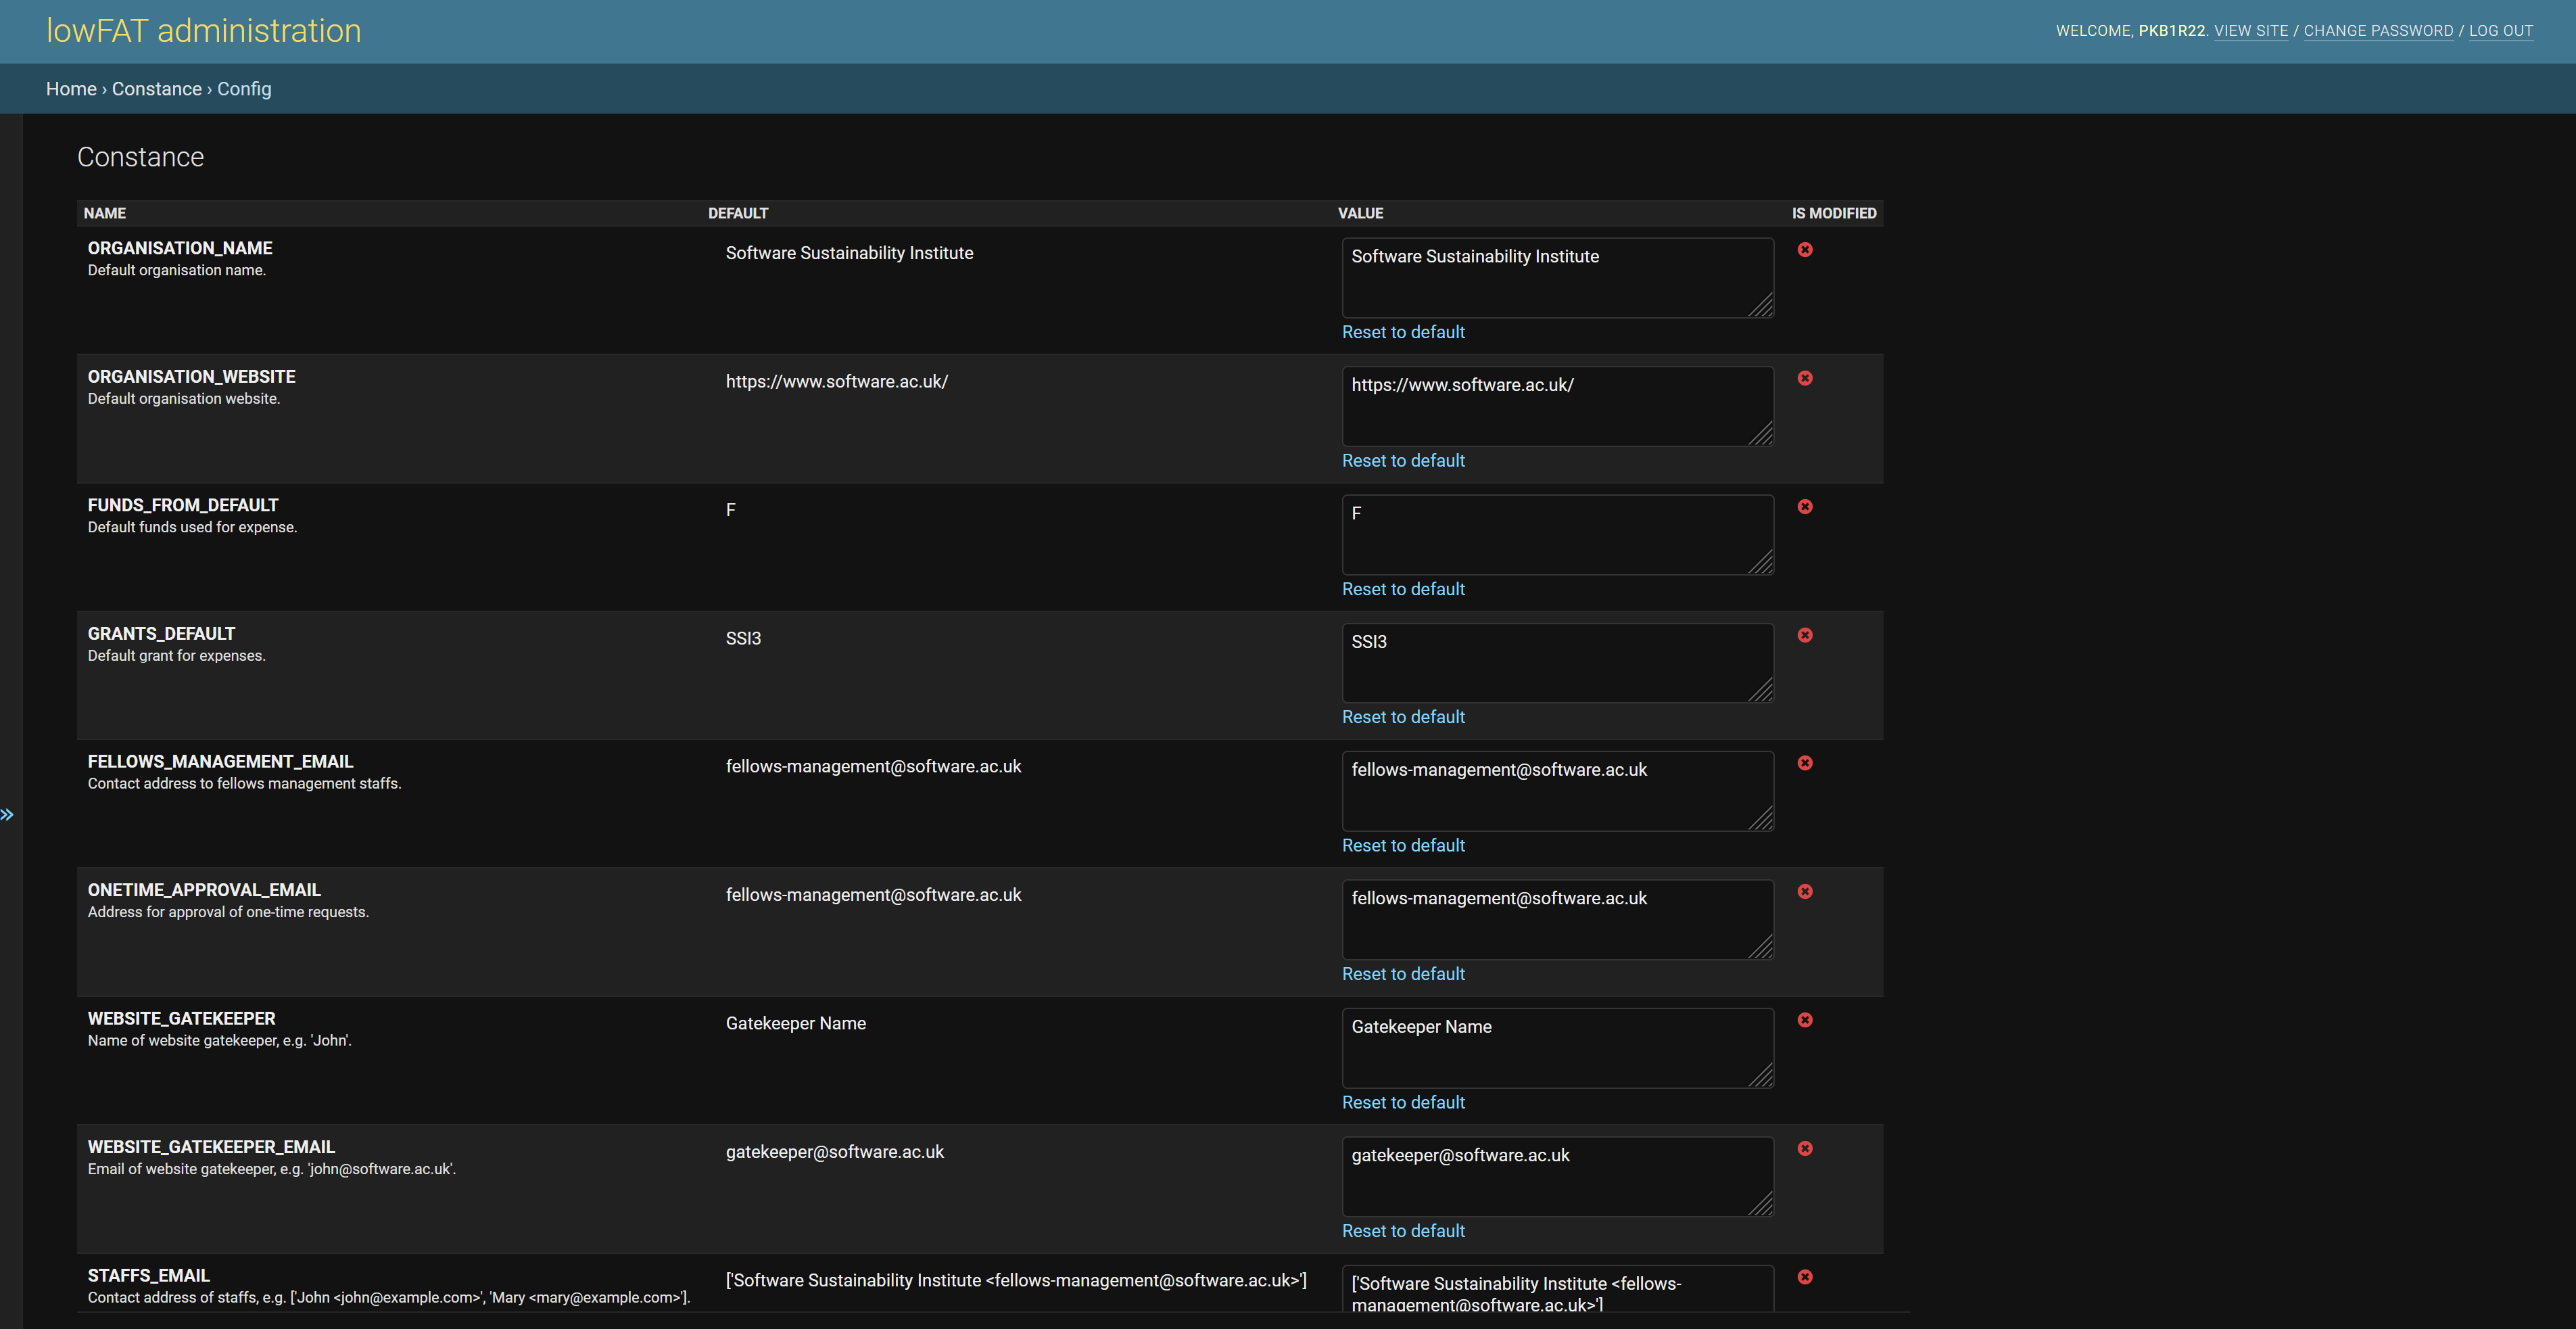 lowFAT administration
WELCOME, PKB1R22. VIEW SITE / CHANGE PASSWORD / LOG OUT
Home › Constance › Config
Constance
NAME DEFAULT VALUE IS MODIFIED
ORGANISATION_NAME
Default organisation name.
Software Sustainability Institute
Software Sustainability Institute
Reset to default
ORGANISATION_WEBSITE
Default organisation website.
https://www.software.ac.uk/
https://www.software.ac.uk/
Reset to default
FUNDS_FROM_DEFAULT
Default funds used for expense.
F
F
Reset to default
GRANTS_DEFAULT
Default grant for expenses.
SSI3
SSI3
Reset to default
FELLOWS_MANAGEMENT_EMAIL
Contact address to fellows management staffs.
fellows-management@software.ac.uk
fellows-management@software.ac.uk
Reset to default
ONETIME_APPROVAL_EMAIL
Address for approval of one-time requests.
fellows-management@software.ac.uk
fellows-management@software.ac.uk
Reset to default
WEBSITE_GATEKEEPER
Name of website gatekeeper, e.g. 'John'.
Gatekeeper Name
Gatekeeper Name
Reset to default
WEBSITE_GATEKEEPER_EMAIL
Email of website gatekeeper, e.g. 'john@software.ac.uk'.
gatekeeper@software.ac.uk
gatekeeper@software.ac.uk
Reset to default
STAFFS_EMAIL
Contact address of staffs, e.g. ['John <john@example.com>', 'Mary <mary@example.com>'].
['Software Sustainability Institute <fellows-management@software.ac.uk>']
['Software Sustainability Institute <fellows-
management@software.ac.uk>']